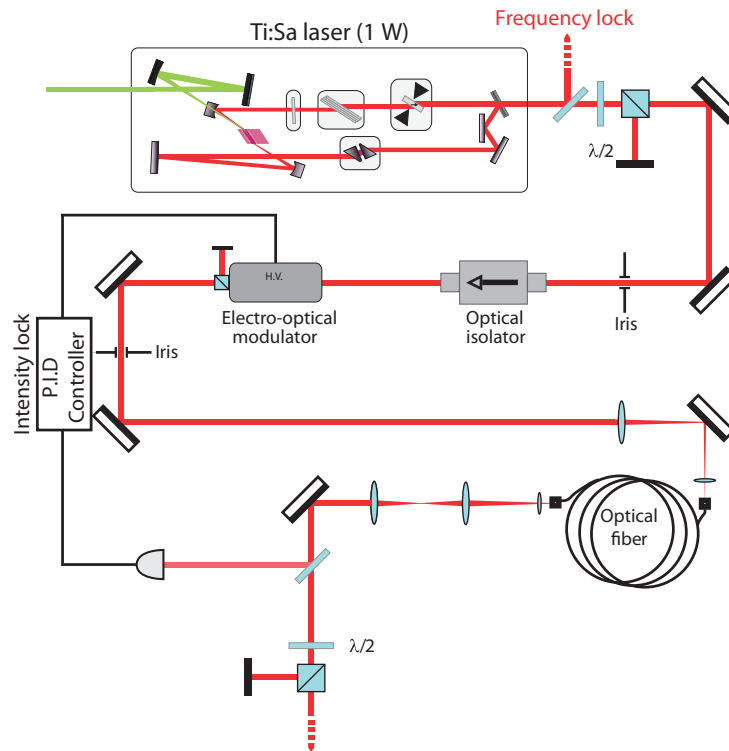 Frequency lock
Ti:Sa laser (1 W)
λ/2
H.V.
Electro-optical
modulator
Optical
isolator
Iris
Intensity lock
P.I.D
Controller
Iris
Optical
fiber
λ/2